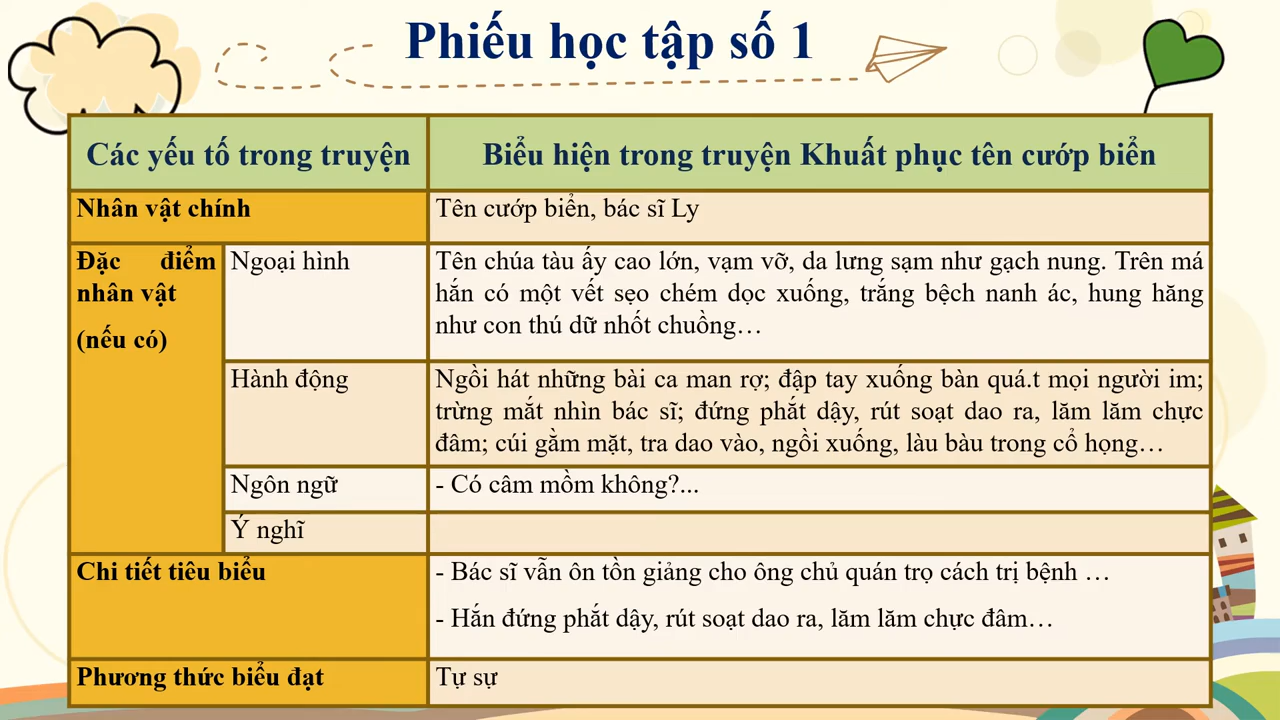 Phiếu học tập số 1
Các yếu tố trong truyện
Biểu hiện trong truyện Khuất phục tên cướp biển
Nhân vật chính
Tên cướp biển, bác sĩ Ly
Đặc điểm
nhân vật
(nếu có)
Ngoại hình
Tên chúa tàu ấy cao lớn, vạm vỡ, da lưng sạm như gạch nung. Trên má
hắn có một vết sẹo chém dọc xuống, trắng bệch nanh ác, hung hăng
như con thú dữ nhốt chuồng…
Hành động
Ngồi hát những bài ca man rợ; đập tay xuống bàn quá.t mọi người im;
trừng mắt nhìn bác sĩ; đứng phắt dậy, rút soạt dao ra, lăm lăm chực
đâm; cúi gằm mặt, tra dao vào, ngồi xuống, làu bàu trong cổ họng…
Ngôn ngữ
- Có câm mồm không?...
Ý nghĩ
Chi tiết tiêu biểu
- Bác sĩ vẫn ôn tồn giảng cho ông chủ quán trọ cách trị bệnh …
- Hắn đứng phắt dậy, rút soạt dao ra, lăm lăm chực đâm…
Phương thức biểu đạt
Tự sự